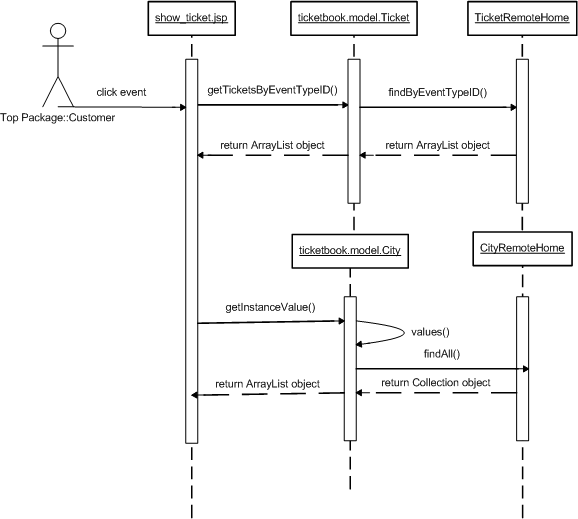 show_ticket.jsp
ticketbook.model.Ticket
TicketRemoteHome
click event
getTicketsByEventTypeID()
findByEventTypeID()
Top Package::Customer
return ArrayList object
return ArrayList object
ticketbook.model.City
CityRemoteHome
getInstanceValue()
values()
findAll()
return ArrayList object
return Collection object